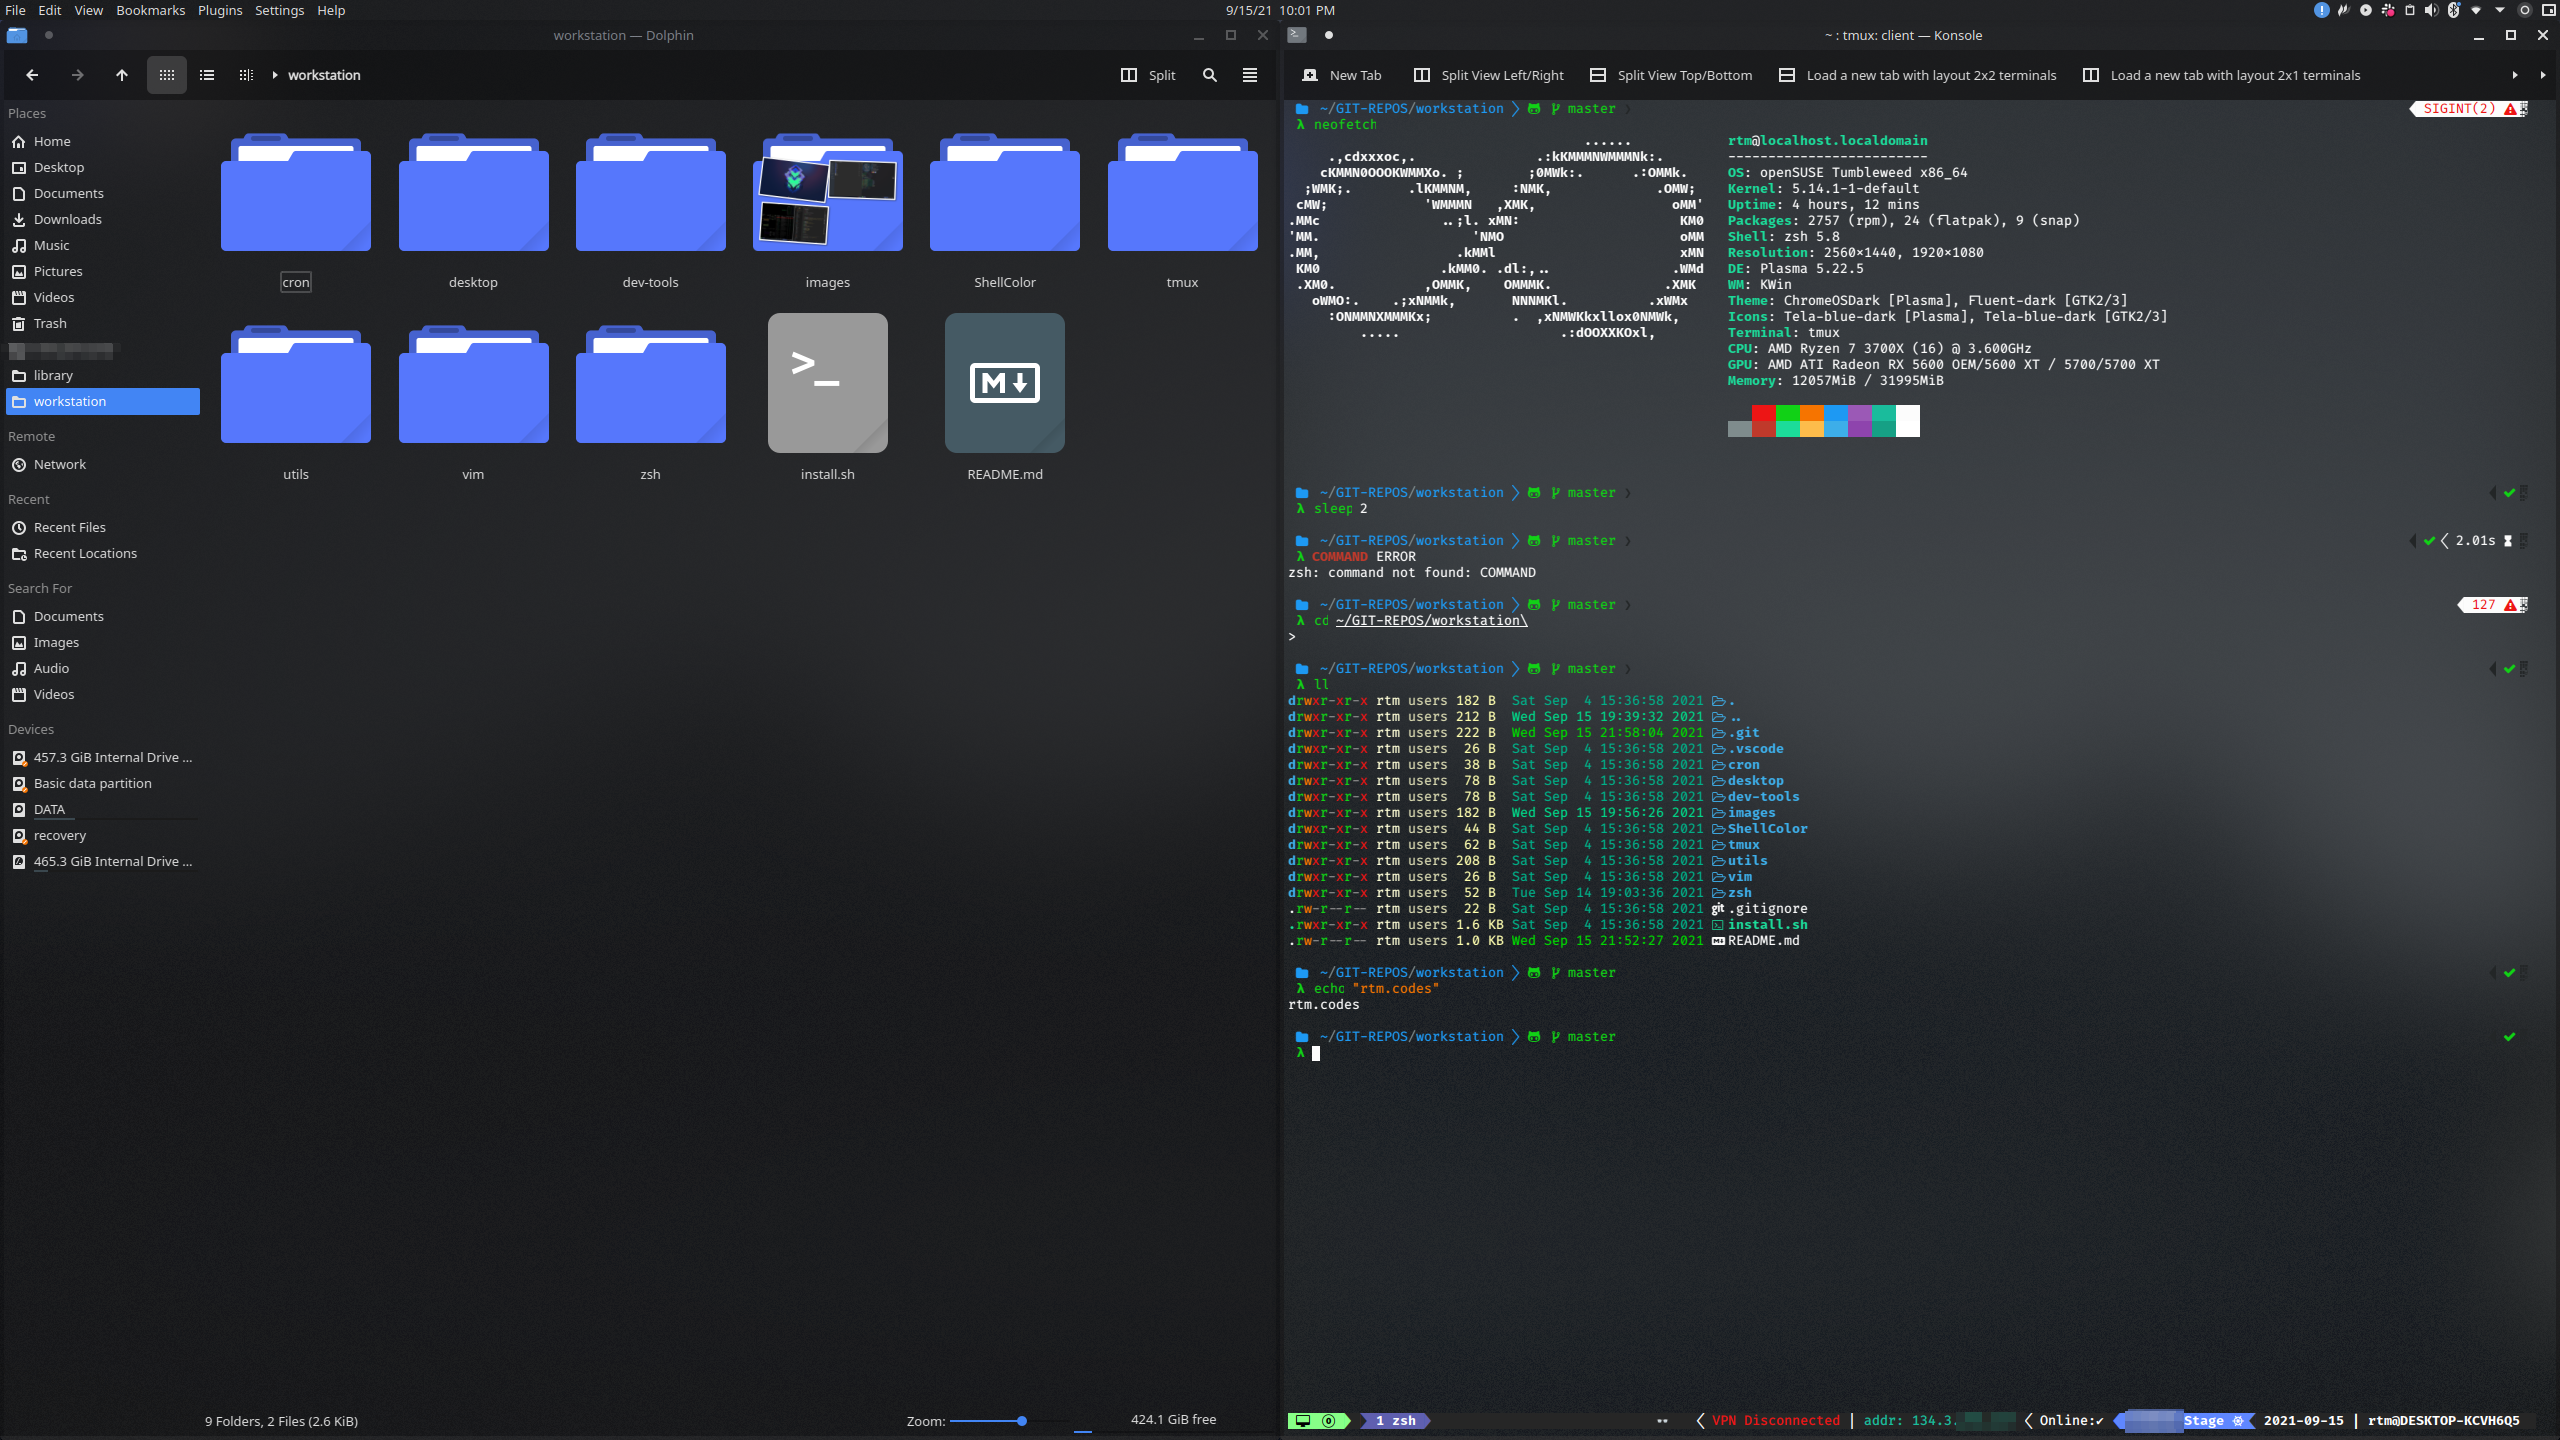 File Edit View Bookmarks Plugins Settings Help
9/15/21 10:01 PM
workstation — Dolphin
workstation
Split
Places
Home
Desktop
Documents
Downloads
Music
Pictures
Videos
Trash
library
workstation
Remote
Network
Recent
Recent Files
Recent Locations
Search For
Documents
Images
Audio
Videos
Devices
457.3 GiB Internal Drive ...
Basic data partition
DATA
recovery
465.3 GiB Internal Drive ...
cron desktop dev-tools images ShellColor tmux
utils vim zsh install.sh README.md
9 Folders, 2 Files (2.6 KiB)
Zoom:
424.1 GiB free
~ : tmux: client — Konsole
New Tab Split View Left/Right Split View Top/Bottom Load a new tab with layout 2x2 terminals Load a new tab with layout 2x1 terminals
~/GIT-REPOS/workstation master SIGINT(2)
λ neofetch
rtm@localhost.localdomain
-------------------------
OS: openSUSE Tumbleweed x86_64
Kernel: 5.14.1-1-default
Uptime: 4 hours, 12 mins
Packages: 2757 (rpm), 24 (flatpak), 9 (snap)
Shell: zsh 5.8
Resolution: 2560×1440, 1920×1080
DE: Plasma 5.22.5
WM: KWin
Theme: ChromeOSDark [Plasma], Fluent-dark [GTK2/3]
Icons: Tela-blue-dark [Plasma], Tela-blue-dark [GTK2/3]
Terminal: tmux
CPU: AMD Ryzen 7 3700X (16) @ 3.600GHz
GPU: AMD ATI Radeon RX 5600 OEM/5600 XT / 5700/5700 XT
Memory: 12057MiB / 31995MiB
~/GIT-REPOS/workstation master
λ sleep 2
~/GIT-REPOS/workstation master 2.01s
λ COMMAND ERROR
zsh: command not found: COMMAND
~/GIT-REPOS/workstation master 127
λ cd ~/GIT-REPOS/workstation\
>
~/GIT-REPOS/workstation master
λ ll
drwxr-xr-x rtm users 182 B Sat Sep 4 15:36:58 2021 .
drwxr-xr-x rtm users 212 B Wed Sep 15 19:39:32 2021 ..
drwxr-xr-x rtm users 222 B Wed Sep 15 21:58:04 2021 .git
drwxr-xr-x rtm users 26 B Sat Sep 4 15:36:58 2021 .vscode
drwxr-xr-x rtm users 38 B Sat Sep 4 15:36:58 2021 cron
drwxr-xr-x rtm users 78 B Sat Sep 4 15:36:58 2021 desktop
drwxr-xr-x rtm users 78 B Sat Sep 4 15:36:58 2021 dev-tools
drwxr-xr-x rtm users 182 B Wed Sep 15 19:56:26 2021 images
drwxr-xr-x rtm users 44 B Sat Sep 4 15:36:58 2021 ShellColor
drwxr-xr-x rtm users 62 B Sat Sep 4 15:36:58 2021 tmux
drwxr-xr-x rtm users 208 B Sat Sep 4 15:36:58 2021 utils
drwxr-xr-x rtm users 26 B Sat Sep 4 15:36:58 2021 vim
drwxr-xr-x rtm users 52 B Tue Sep 14 19:03:36 2021 zsh
.rw-r--r-- rtm users 22 B Sat Sep 4 15:36:58 2021 git .gitignore
.rwxr-xr-x rtm users 1.6 KB Sat Sep 4 15:36:58 2021 install.sh
.rw-r--r-- rtm users 1.0 KB Wed Sep 15 21:52:27 2021 README.md
~/GIT-REPOS/workstation master
λ echo "rtm.codes"
rtm.codes
~/GIT-REPOS/workstation master
λ
0 1 zsh VPN Disconnected | addr: 134.3. Online:✔ Stage 2021-09-15 | rtm@DESKTOP-KCVH6Q5